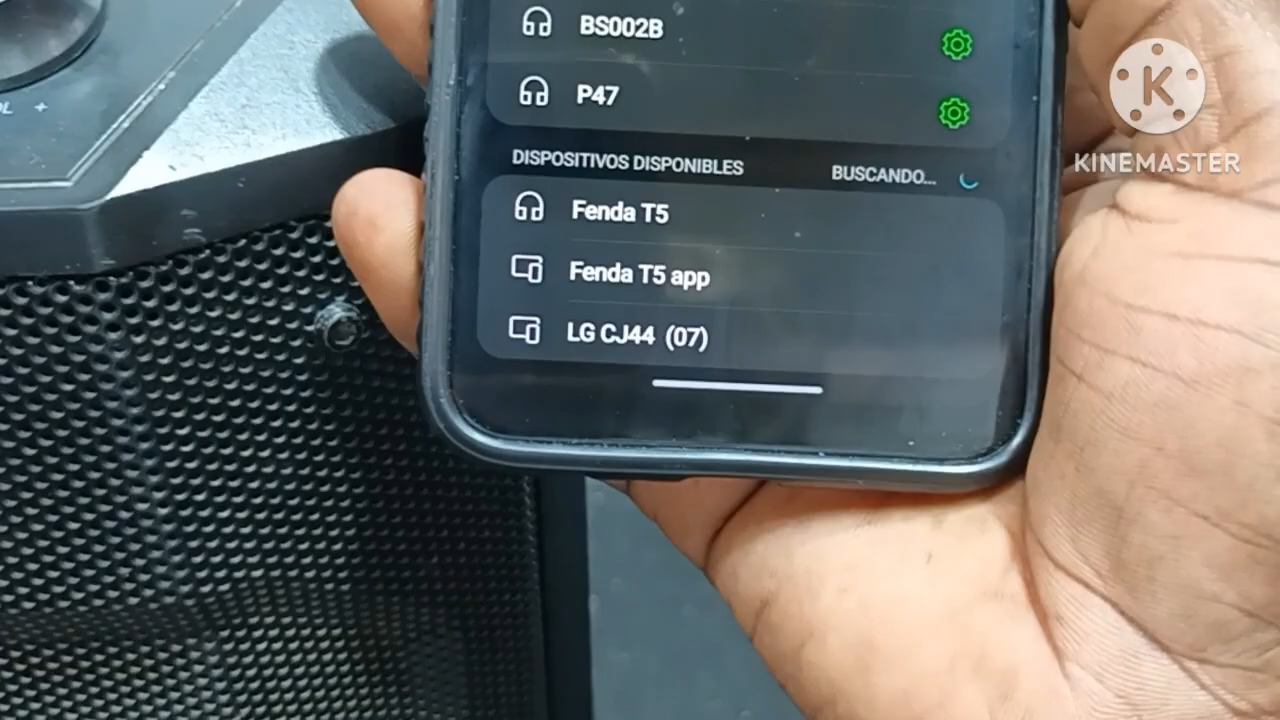 BS002B
P47
DISPOSITIVOS DISPONIBLES BUSCANDO...
Fenda T5
Fenda T5 app
LG CJ44 (07)
K
KINEMASTER